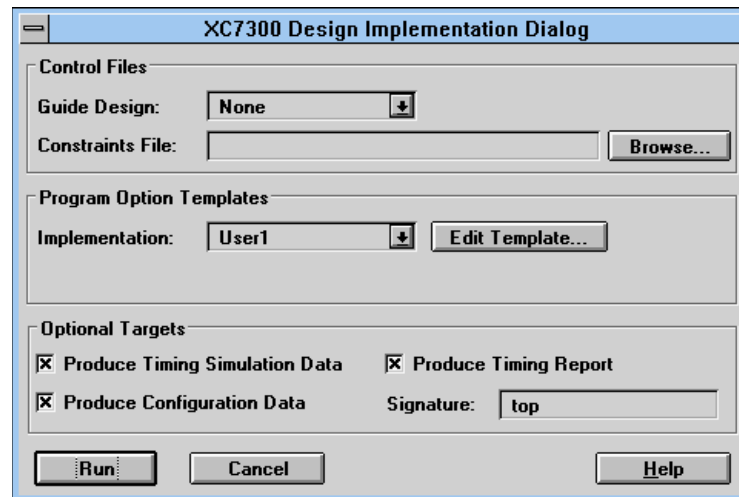 XC7300 Design Implementation Dialog
Control Files
Guide Design: None
Constraints File: Browse...
Program Option Templates
Implementation: User1 Edit Template...
Optional Targets
Produce Timing Simulation Data Produce Timing Report
Produce Configuration Data Signature: top
Run Cancel Help